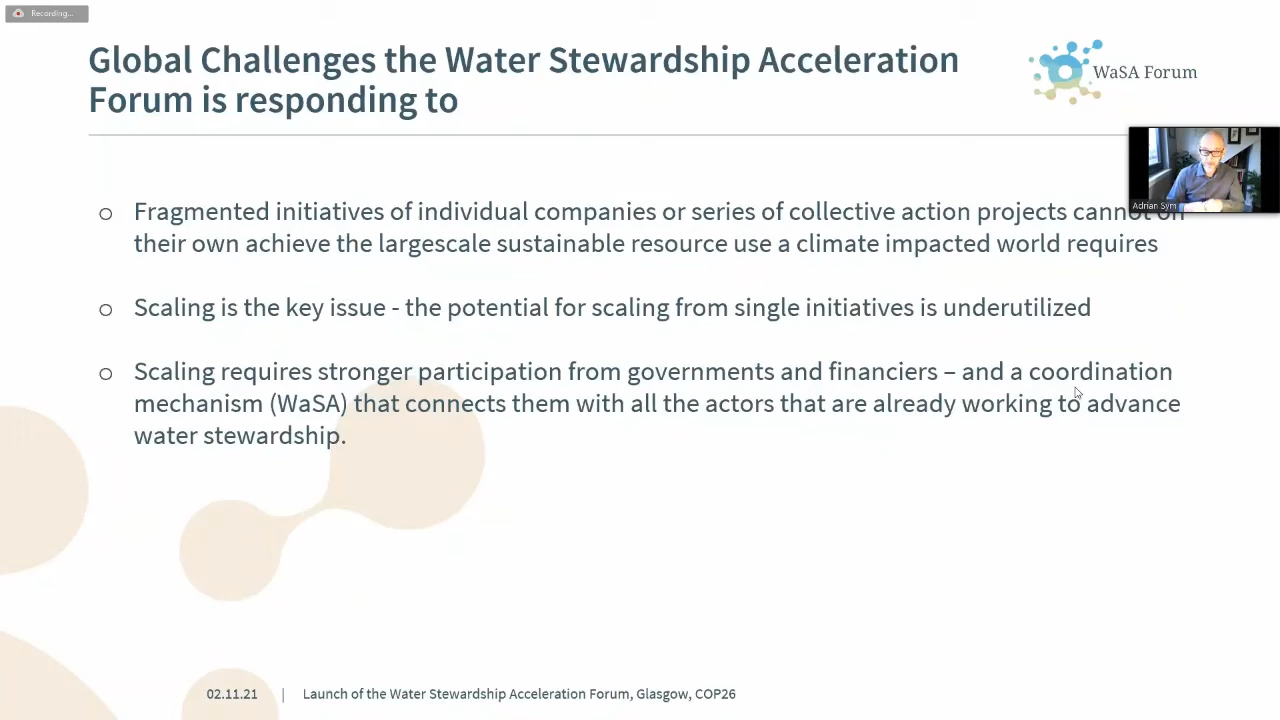 Recording...
Global Challenges the Water Stewardship Acceleration
Forum is responding to
WaSA Forum
Adrian Sym
o Fragmented initiatives of individual companies or series of collective action projects cannot on
their own achieve the largescale sustainable resource use a climate impacted world requires
o Scaling is the key issue - the potential for scaling from single initiatives is underutilized
o Scaling requires stronger participation from governments and financiers – and a coordination
mechanism (WaSA) that connects them with all the actors that are already working to advance
water stewardship.
02.11.21 | Launch of the Water Stewardship Acceleration Forum, Glasgow, COP26